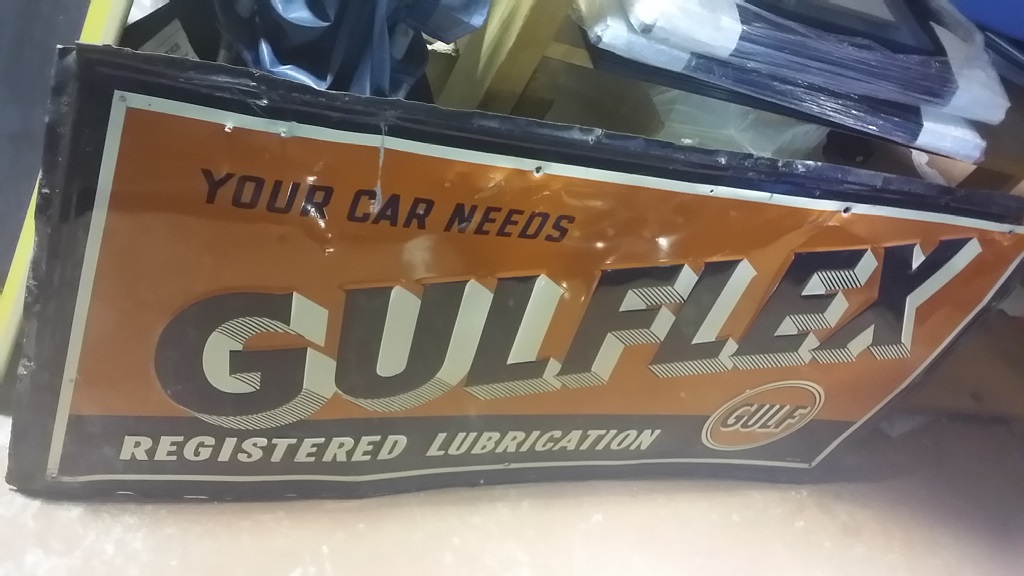 YOUR CAR NEEDS
GULFLEX
REGISTERED LUBRICATION
GULF